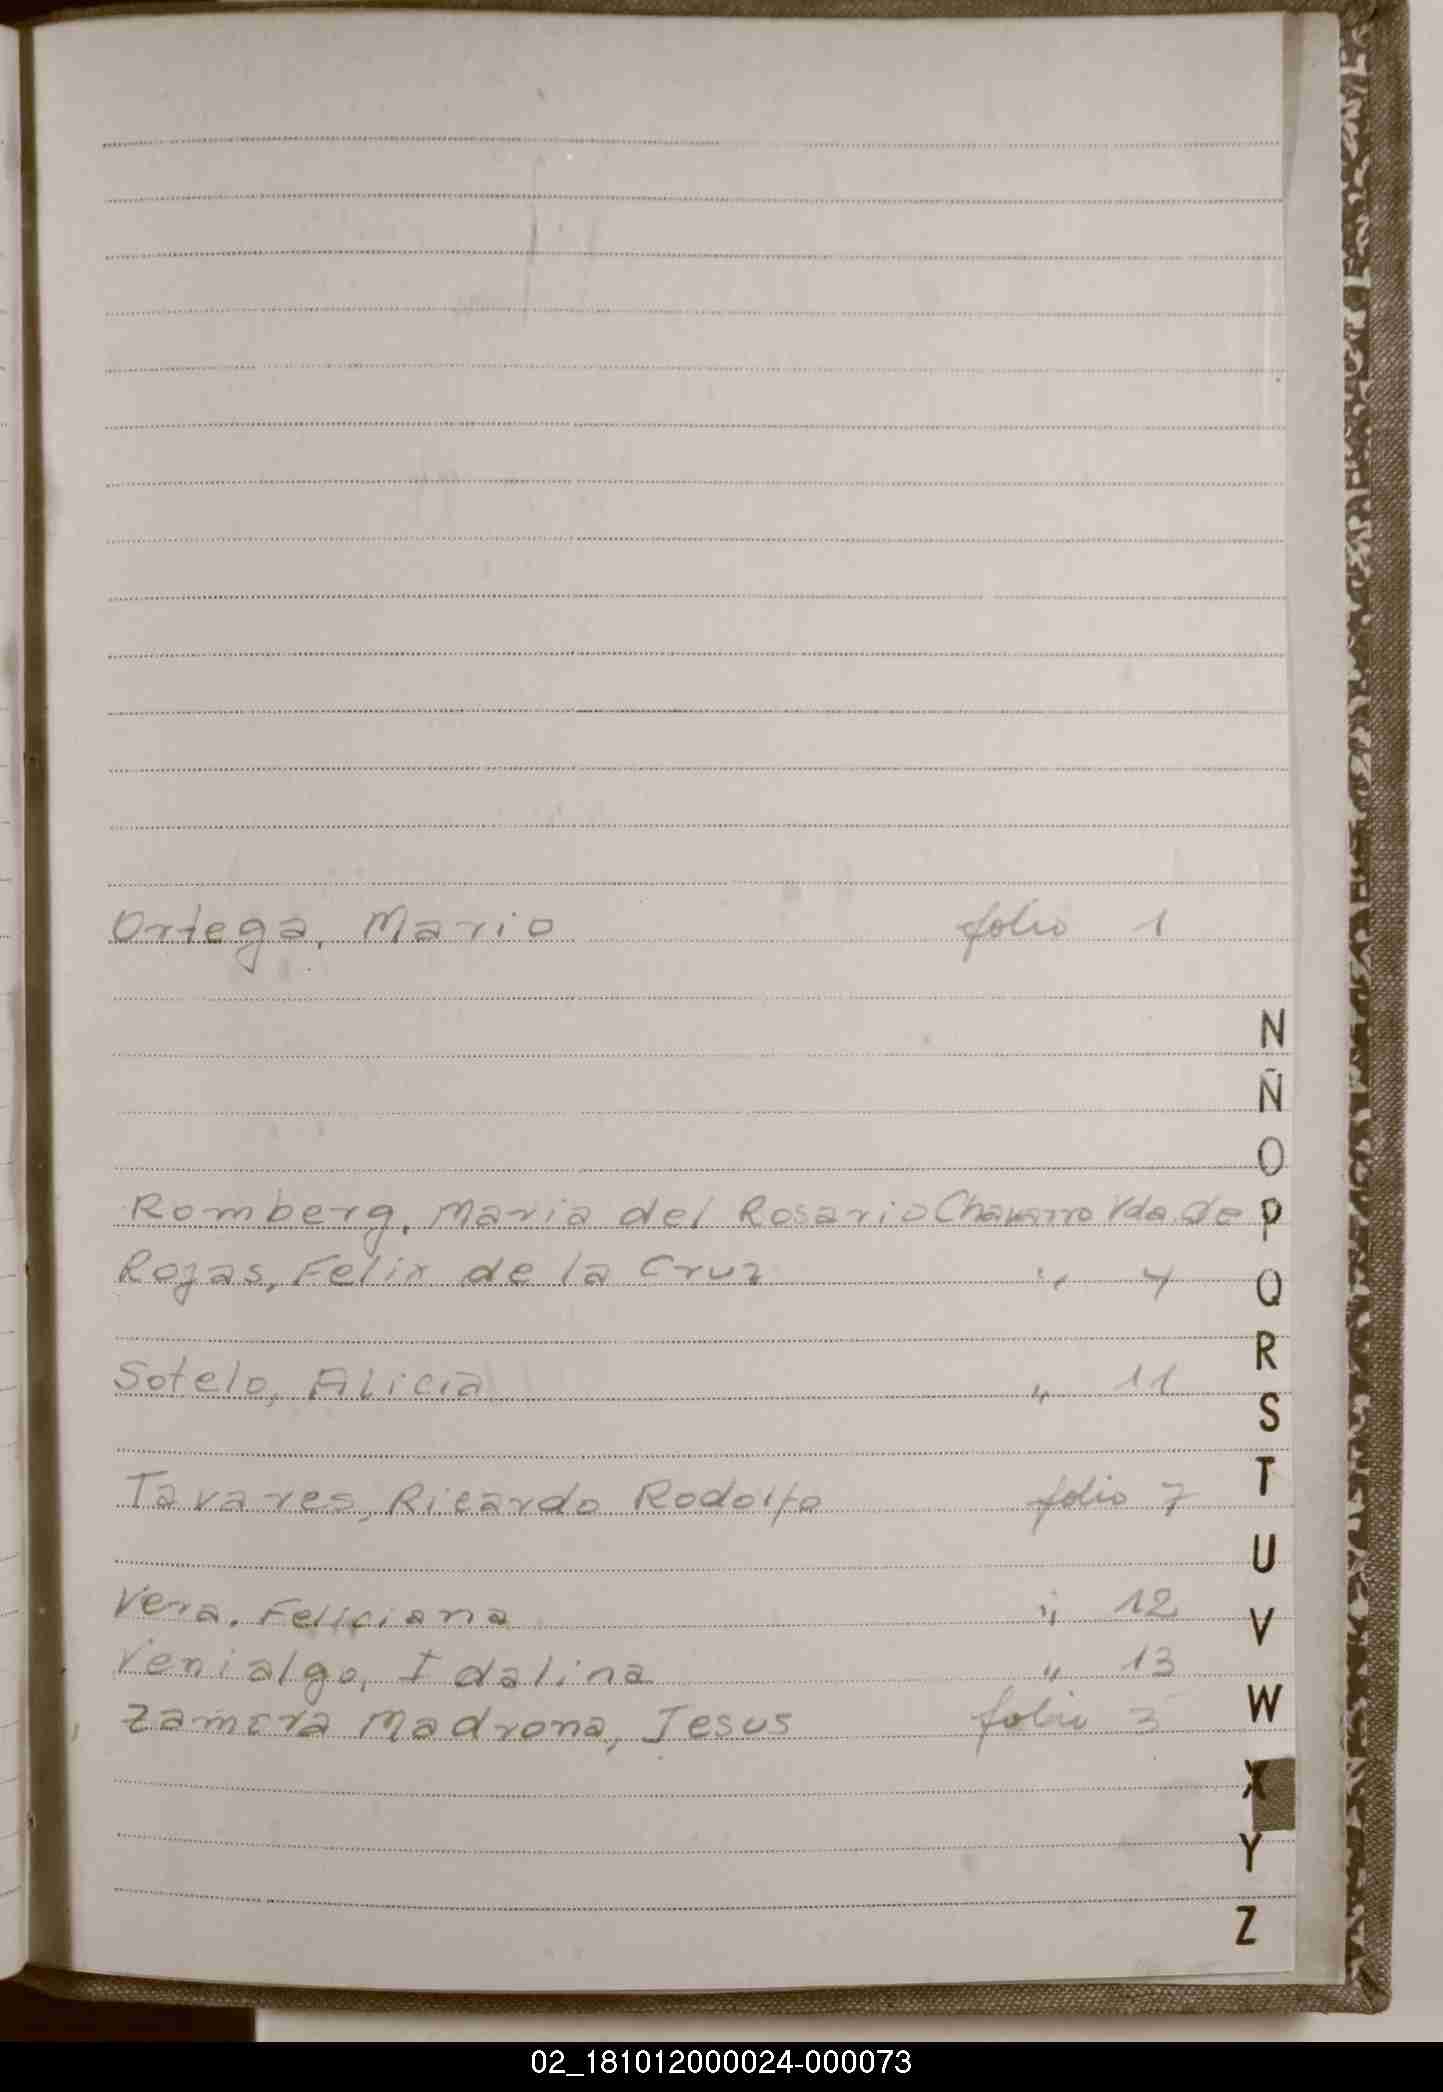 Ortega, Mario folio 1
N
Ñ
O
Romberg, Maria del Rosario Chavarro Vda. de P
Rojas, Felix de la Cruz " 4
Q
R
Sotelo, Alicia " 11
S
T
Tavares, Ricardo Rodolfo folio 7
U
Vera, Feliciana " 12
V
Venialgo, Idalina " 13
W
Zamora Madrona, Jesus folio 3
X
Y
Z
02_181012000024-000073